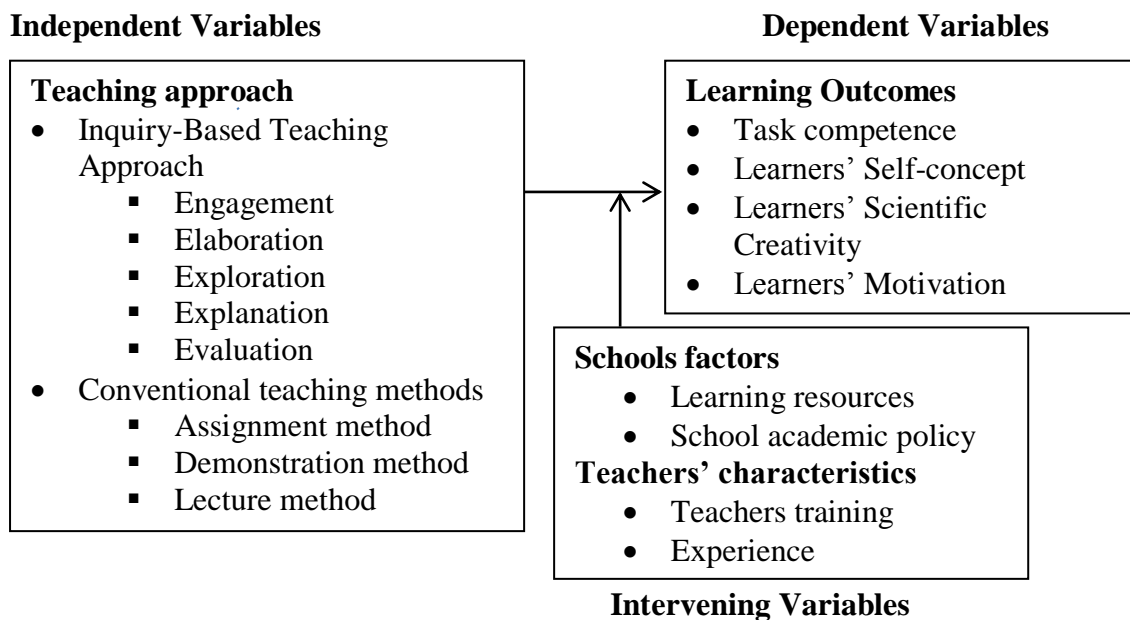 Independent Variables
Dependent Variables
Teaching approach
• Inquiry-Based Teaching
Approach
▪ Engagement
▪ Elaboration
▪ Exploration
▪ Explanation
▪ Evaluation
• Conventional teaching methods
▪ Assignment method
▪ Demonstration method
▪ Lecture method
Learning Outcomes
• Task competence
• Learners’ Self-concept
• Learners’ Scientific
Creativity
• Learners’ Motivation
Schools factors
• Learning resources
• School academic policy
Teachers’ characteristics
• Teachers training
• Experience
Intervening Variables